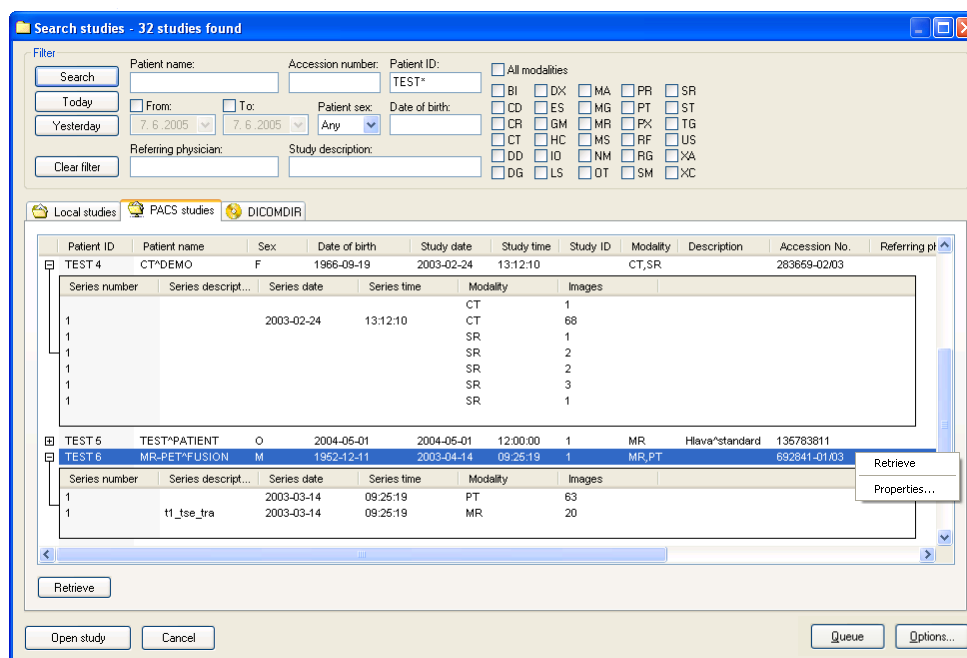 Search studies - 32 studies found
Filter
Search
Today
Yesterday
Clear filter
Patient name: Accession number: Patient ID:
TEST*
From: To: Patient sex: Date of birth:
7. 6 .2005 7. 6 .2005 Any
Referring physician: Study description:
All modalities
BI DX MA PR SR
CD ES MG PT ST
CR GM MR PX TG
CT HC MS RF US
DD IO NM RG XA
DG LS OT SM XC
Local studies PACS studies DICOMDIR
Patient ID Patient name Sex Date of birth Study date Study time Study ID Modality Description Accession No. Referring pl
TEST 4 CT^DEMO F 1966-09-19 2003-02-24 13:12:10 CT,SR 283659-02/03
Series number Series descript... Series date Series time Modality Images
CT 1
1 2003-02-24 13:12:10 CT 68
1 SR 1
1 SR 2
1 SR 2
1 SR 3
1 SR 1
TEST 5 TEST^PATIENT O 2004-05-01 2004-05-01 12:00:00 1 MR Hlava^standard 135783811
TEST 6 MR-PET^FUSION M 1952-12-11 2003-04-14 09:25:19 1 MR,PT 692841-01/03
Retrieve
Properties...
Series number Series descript... Series date Series time Modality Images
1 2003-03-14 09:25:19 PT 63
1 t1_tse_tra 2003-03-14 09:25:19 MR 20
Retrieve
Open study Cancel Queue Options...